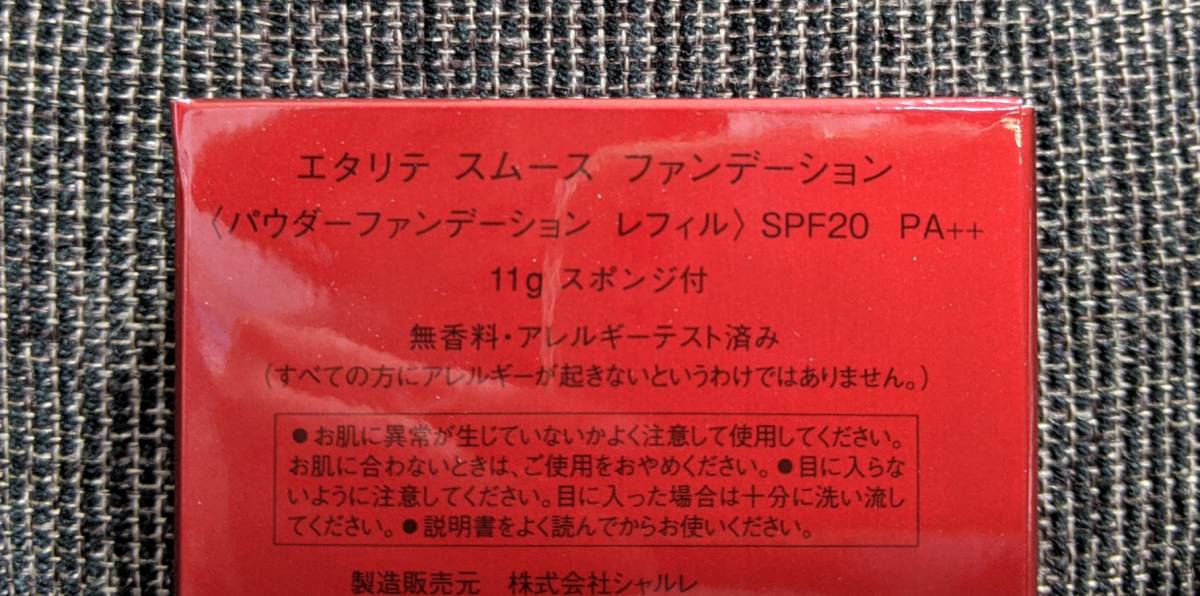 エタリテ スムース ファンデーション
〈パウダーファンデーション レフィル〉SPF20 PA++
11g スポンジ付
無香料・アレルギーテスト済み
(すべての方にアレルギーが起きないというわけではありません。)
●お肌に異常が生じていないかよく注意して使用してください。
お肌に合わないときは、ご使用をおやめください。●目に入らな
いように注意してください。目に入った場合は十分に洗い流し
てください。●説明書をよく読んでからお使いください。
製造販売元 株式会社シャルレ